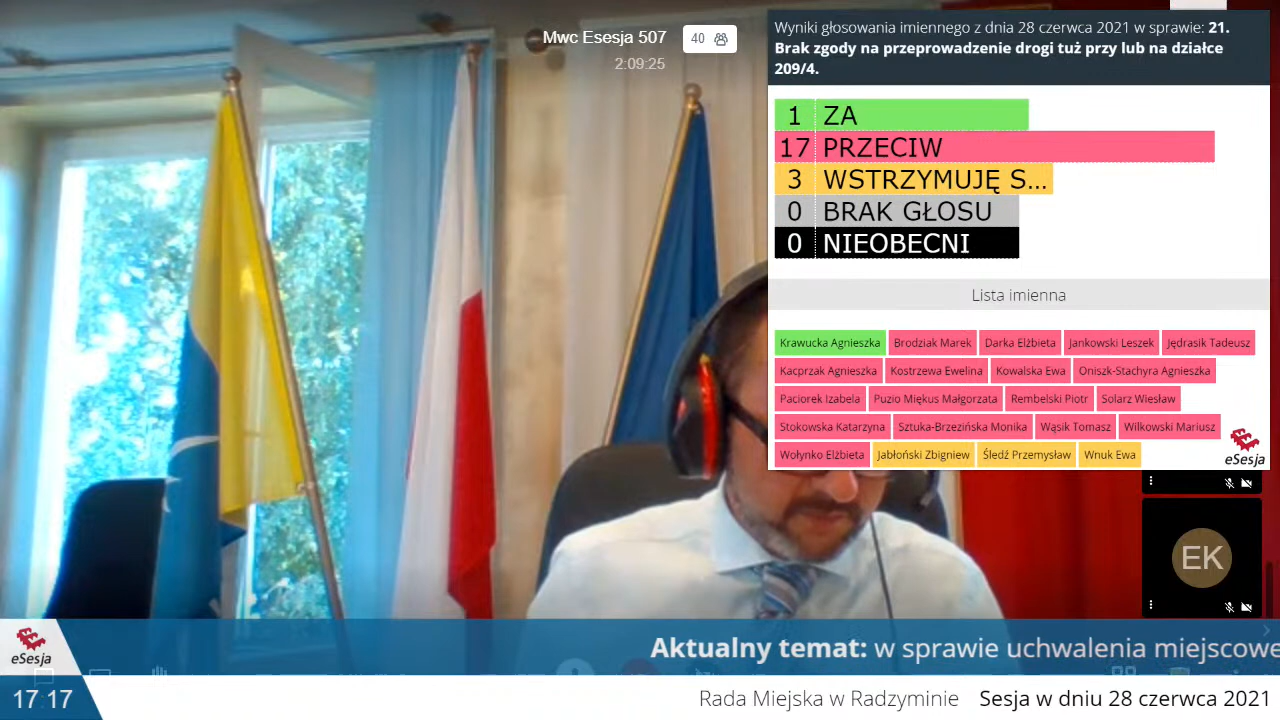 Mwc Esesja 507
40
2:09:25
Wyniki głosowania imiennego z dnia 28 czerwca 2021 w sprawie: 21.
Brak zgody na przeprowadzenie drogi tuż przy lub na działce
209/4.
1 ZA
17 PRZECIW
3 WSTRZYMUJĘ S...
0 BRAK GŁOSU
0 NIEOBECNI
Lista imienna
Krawucka Agnieszka Brodziak Marek Darka Elżbieta Jankowski Leszek Jędrasik Tadeusz
Kacprzak Agnieszka Kostrzewa Ewelina Kowalska Ewa Oniszk-Stachyra Agnieszka
Paciorek Izabela Puzio Miękus Małgorzata Rembelski Piotr Solarz Wiesław
Stokowska Katarzyna Sztuka-Brzezińska Monika Wąsik Tomasz Wilkowski Mariusz
Wołynko Elżbieta Jabłoński Zbigniew Śledź Przemysław Wnuk Ewa
eSesja
EK
eSesja
Aktualny temat: w sprawie uchwalenia miejscowe
17:17
Rada Miejska w Radzyminie Sesja w dniu 28 czerwca 2021